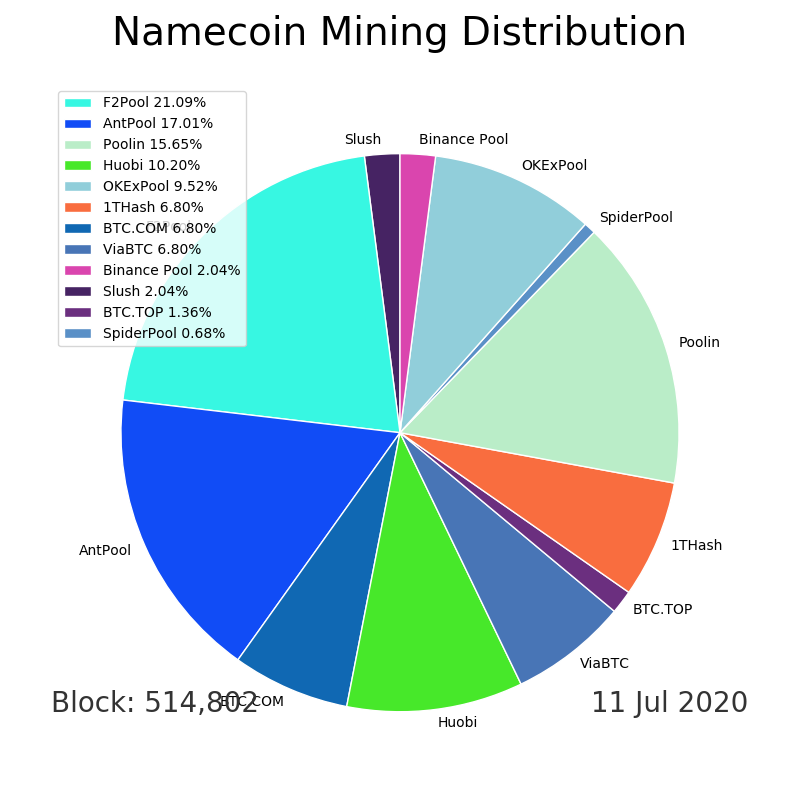 Namecoin Mining Distribution
F2Pool 21.09%
AntPool 17.01%
Poolin 15.65%
Huobi 10.20%
OKExPool 9.52%
1THash 6.80%
BTC.COM 6.80%
ViaBTC 6.80%
Binance Pool 2.04%
Slush 2.04%
BTC.TOP 1.36%
SpiderPool 0.68%
Slush
Binance Pool
OKExPool
SpiderPool
Poolin
1THash
BTC.TOP
ViaBTC
Huobi
BTC.COM
AntPool
Block: 514,802
11 Jul 2020